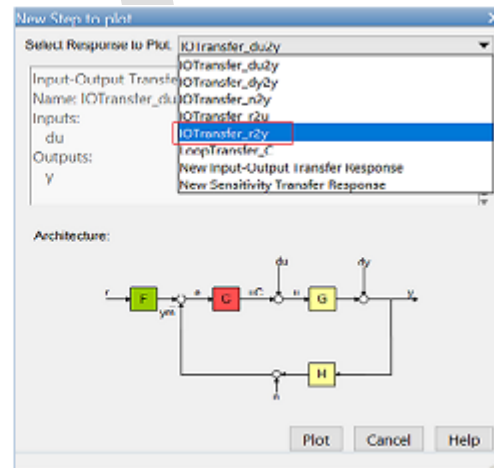 New Step to plot
Select Response to Plot: IOTransfer_du2y
IOTransfer_du2y
IOTransfer_dy2y
IOTransfer_n2y
IOTransfer_r2u
IOTransfer_r2y
LoopTransfer_C
New Input-Output Transfer Response
New Sensitivity Transfer Response
Input-Output Transfe
Name: IOTransfer_du
Inputs:
du
Outputs:
y
Architecture:
du dy
r F e C uC u G y
ym
H
n
Plot Cancel Help